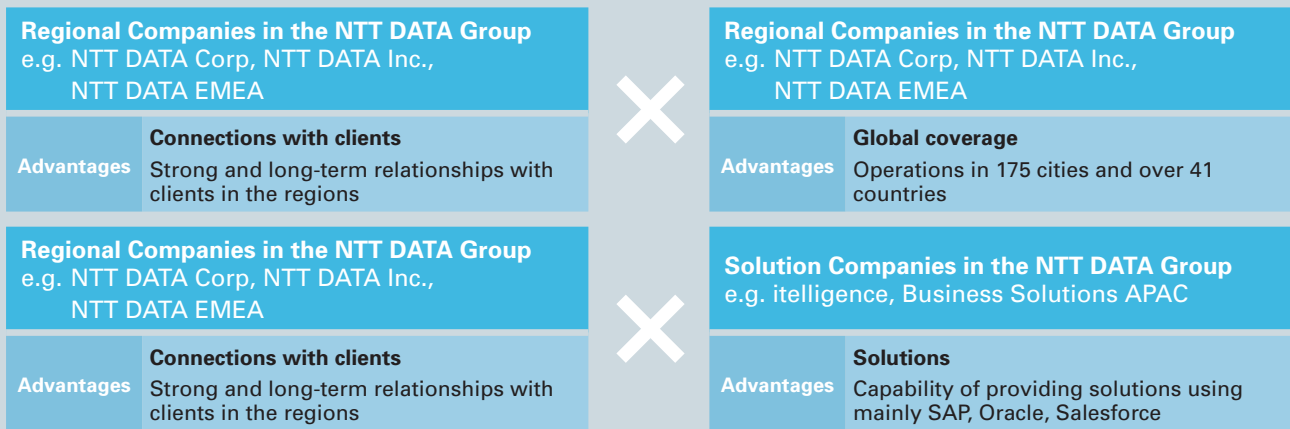 Regional Companies in the NTT DATA Group
e.g. NTT DATA Corp, NTT DATA Inc.,
NTT DATA EMEA
Advantages
Connections with clients
Strong and long-term relationships with
clients in the regions
Regional Companies in the NTT DATA Group
e.g. NTT DATA Corp, NTT DATA Inc.,
NTT DATA EMEA
Advantages
Global coverage
Operations in 175 cities and over 41
countries
Regional Companies in the NTT DATA Group
e.g. NTT DATA Corp, NTT DATA Inc.,
NTT DATA EMEA
Advantages
Connections with clients
Strong and long-term relationships with
clients in the regions
Solution Companies in the NTT DATA Group
e.g. itelligence, Business Solutions APAC
Advantages
Solutions
Capability of providing solutions using
mainly SAP, Oracle, Salesforce